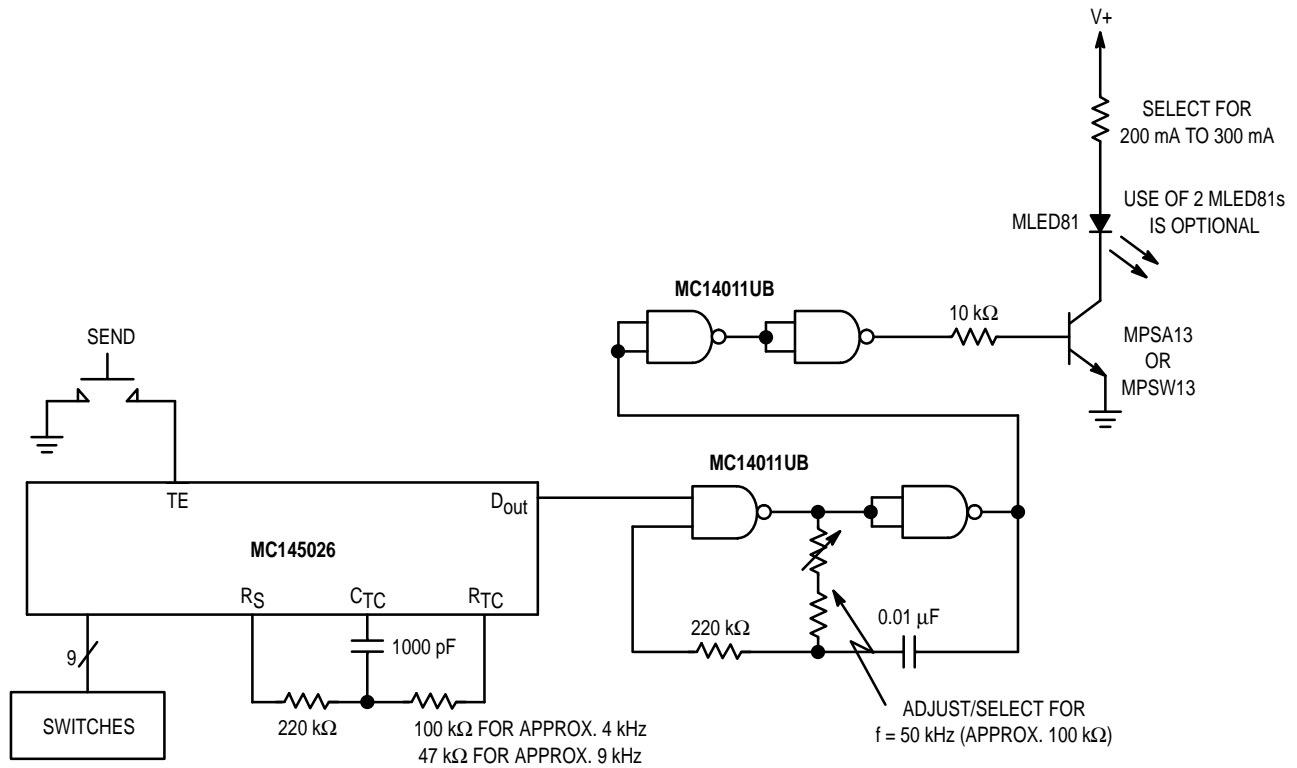 V+
SELECT FOR
200 mA TO 300 mA
USE OF 2 MLED81s
IS OPTIONAL
MLED81
MC14011UB
10 kΩ
MPSA13
OR
MPSW13
SEND
MC14011UB
TE
Dout
MC145026
RS
CTC
RTC
9
1000 pF
220 kΩ
0.01 μF
SWITCHES
220 kΩ
100 kΩ FOR APPROX. 4 kHz
47 kΩ FOR APPROX. 9 kHz
ADJUST/SELECT FOR
f = 50 kHz (APPROX. 100 kΩ)